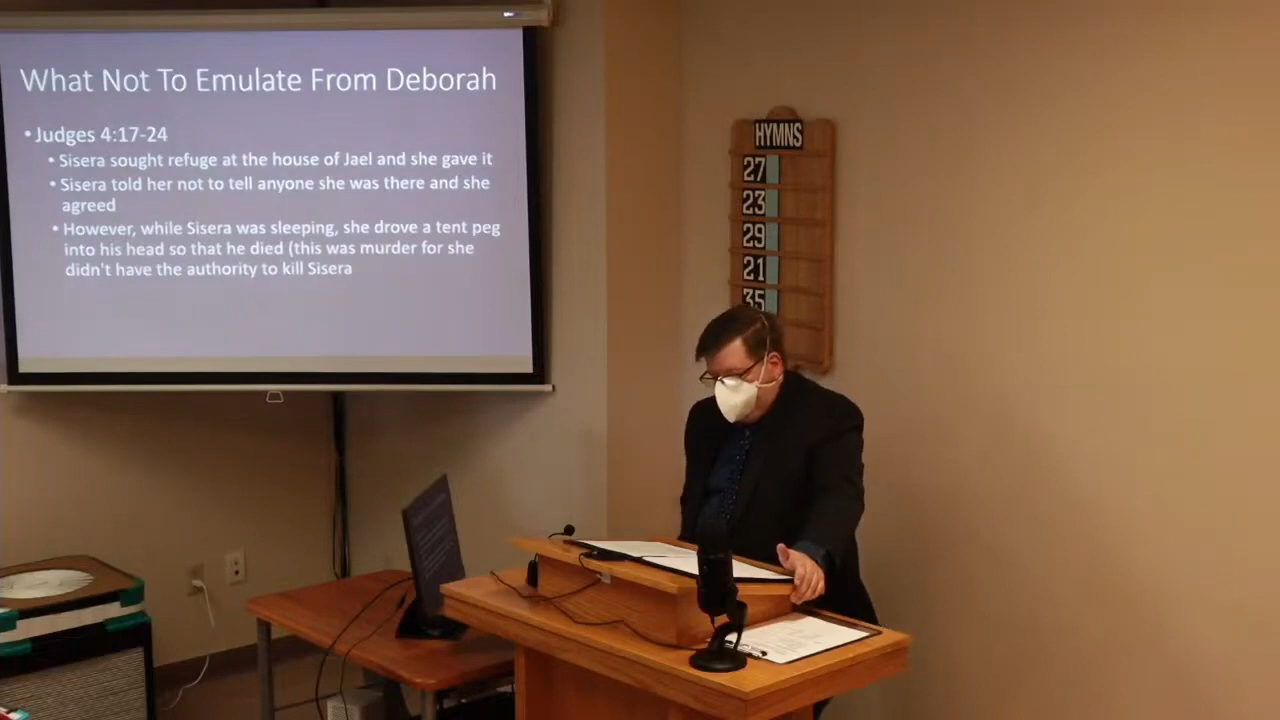 What Not To Emulate From Deborah
•Judges 4:17-24
•Sisera sought refuge at the house of Jael and she gave it
•Sisera told her not to tell anyone she was there and she
agreed
•However, while Sisera was sleeping, she drove a tent peg
into his head so that he died (this was murder for she
didn't have the authority to kill Sisera
HYMNS
27
23
29
21
35